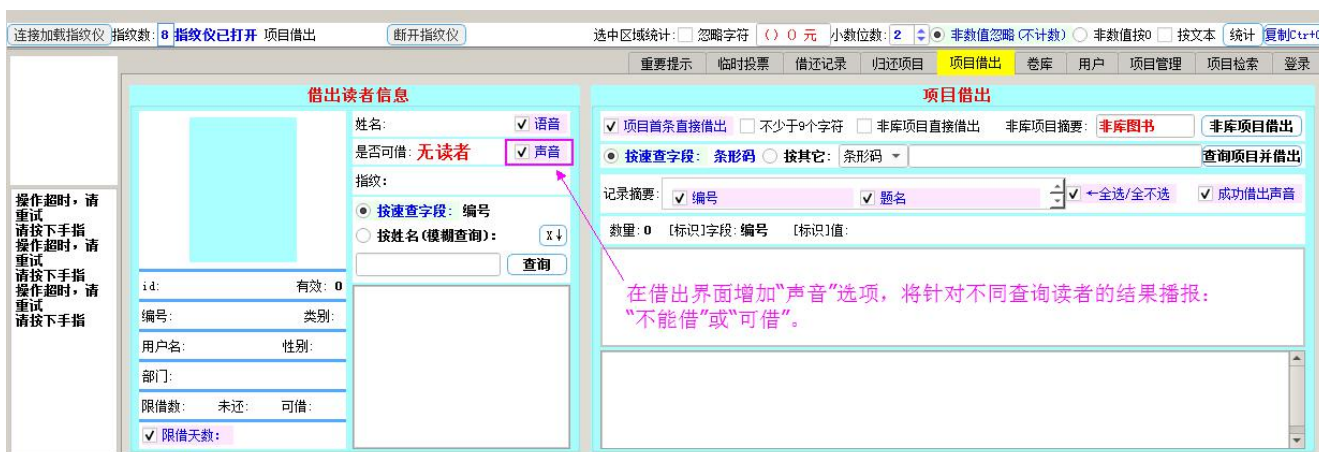 连接加载指纹仪 指纹数: 8 指纹仪已打开 项目借出 断开指纹仪 选中区域统计: 忽略字符 () 0 元 小数位数: 2 非数值忽略(不计数) 非数值按0 按文本 统计 复制Ctrl+C
重要提示 临时投票 借还记录 归还项目 项目借出 卷库 用户 项目管理 项目检索 登录
借出读者信息
姓名: 语音
是否可借: 无读者 声音
指纹:
按速查字段: 编号
按姓名(模糊查询): X↓
查询
id: 有效: 0
编号: 类别:
用户名: 性别:
部门:
限借数: 未还: 可借:
限借天数:
项目借出
项目首条直接借出 不少于9个字符 非库项目直接借出 非库项目摘要: 非库图书 非库项目借出
按速查字段: 条形码 按其它: 条形码 查询项目并借出
记录摘要: 编号 题名 ←全选/全不选 成功借出声音
数量: 0 [标识]字段: 编号 [标识]值:
在借出界面增加“声音”选项，将针对不同查询读者的结果播报：
“不能借”或“可借”。
操作超时，请
重试
请按下手指
操作超时，请
重试
请按下手指
操作超时，请
重试
请按下手指